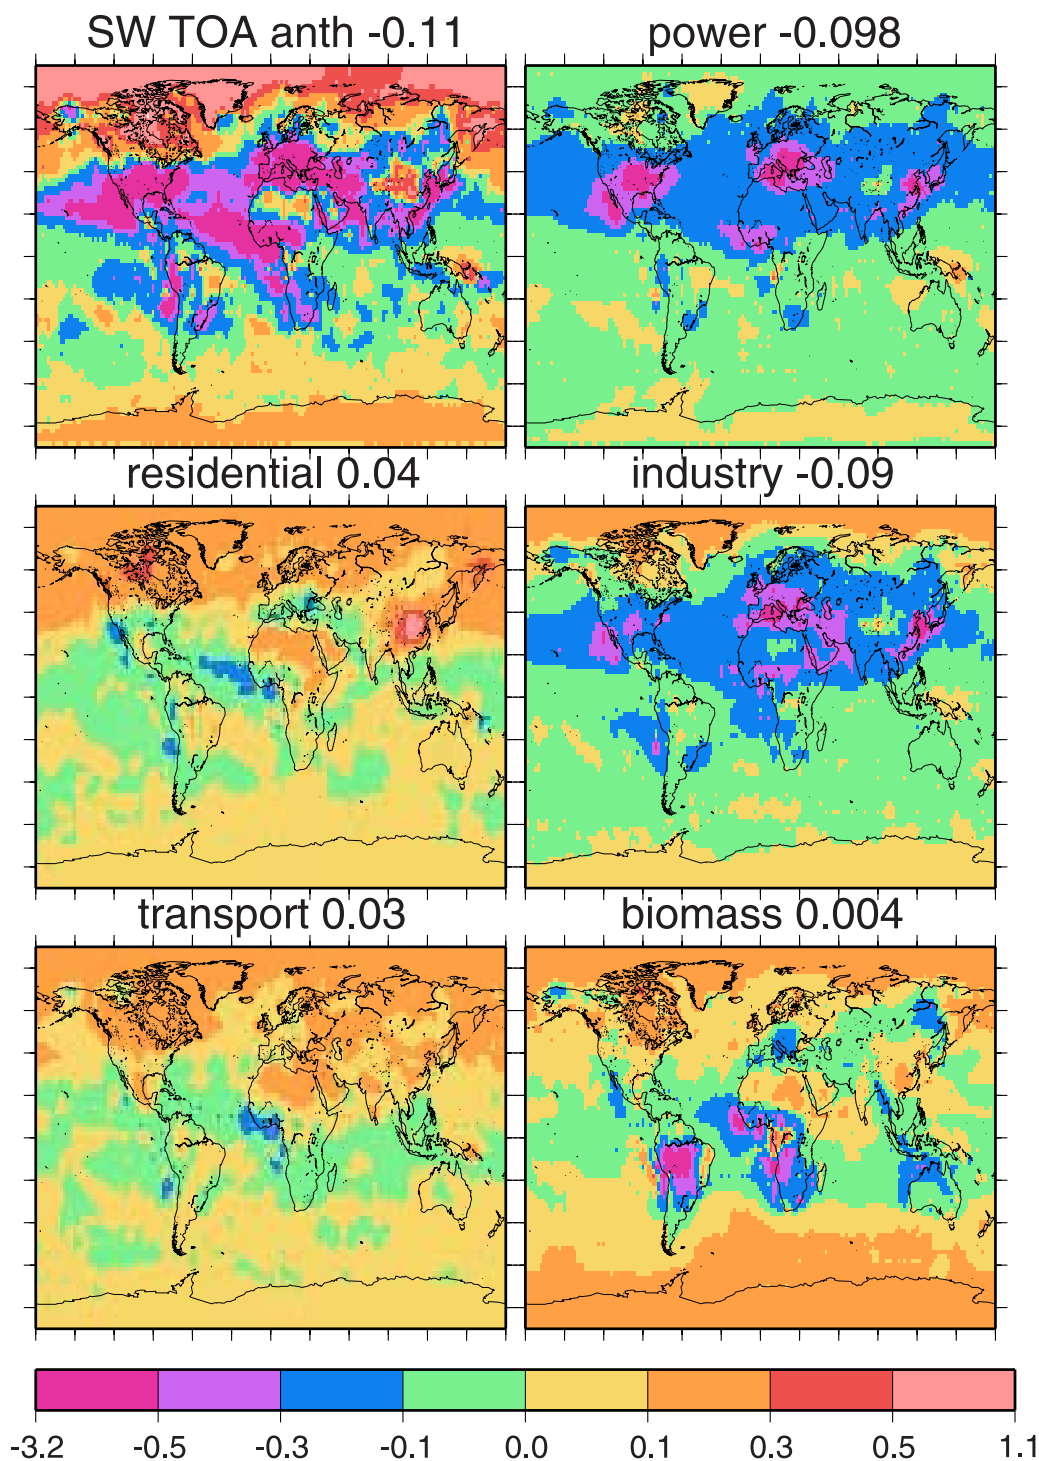 SW TOA anth -0.11
power -0.098
residential 0.04
industry -0.09
transport 0.03
biomass 0.004
-3.2 -0.5 -0.3 -0.1 0.0 0.1 0.3 0.5 1.1